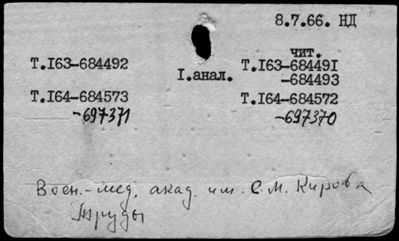 8.7.66. НД
чит.
Т.163-684492 Т.163-684491
1.анал. -684493
Т.164-684573 Т.164-684572
-697371 -697370
Воен.-мед. акад. им. С. М. Кирова
Труды